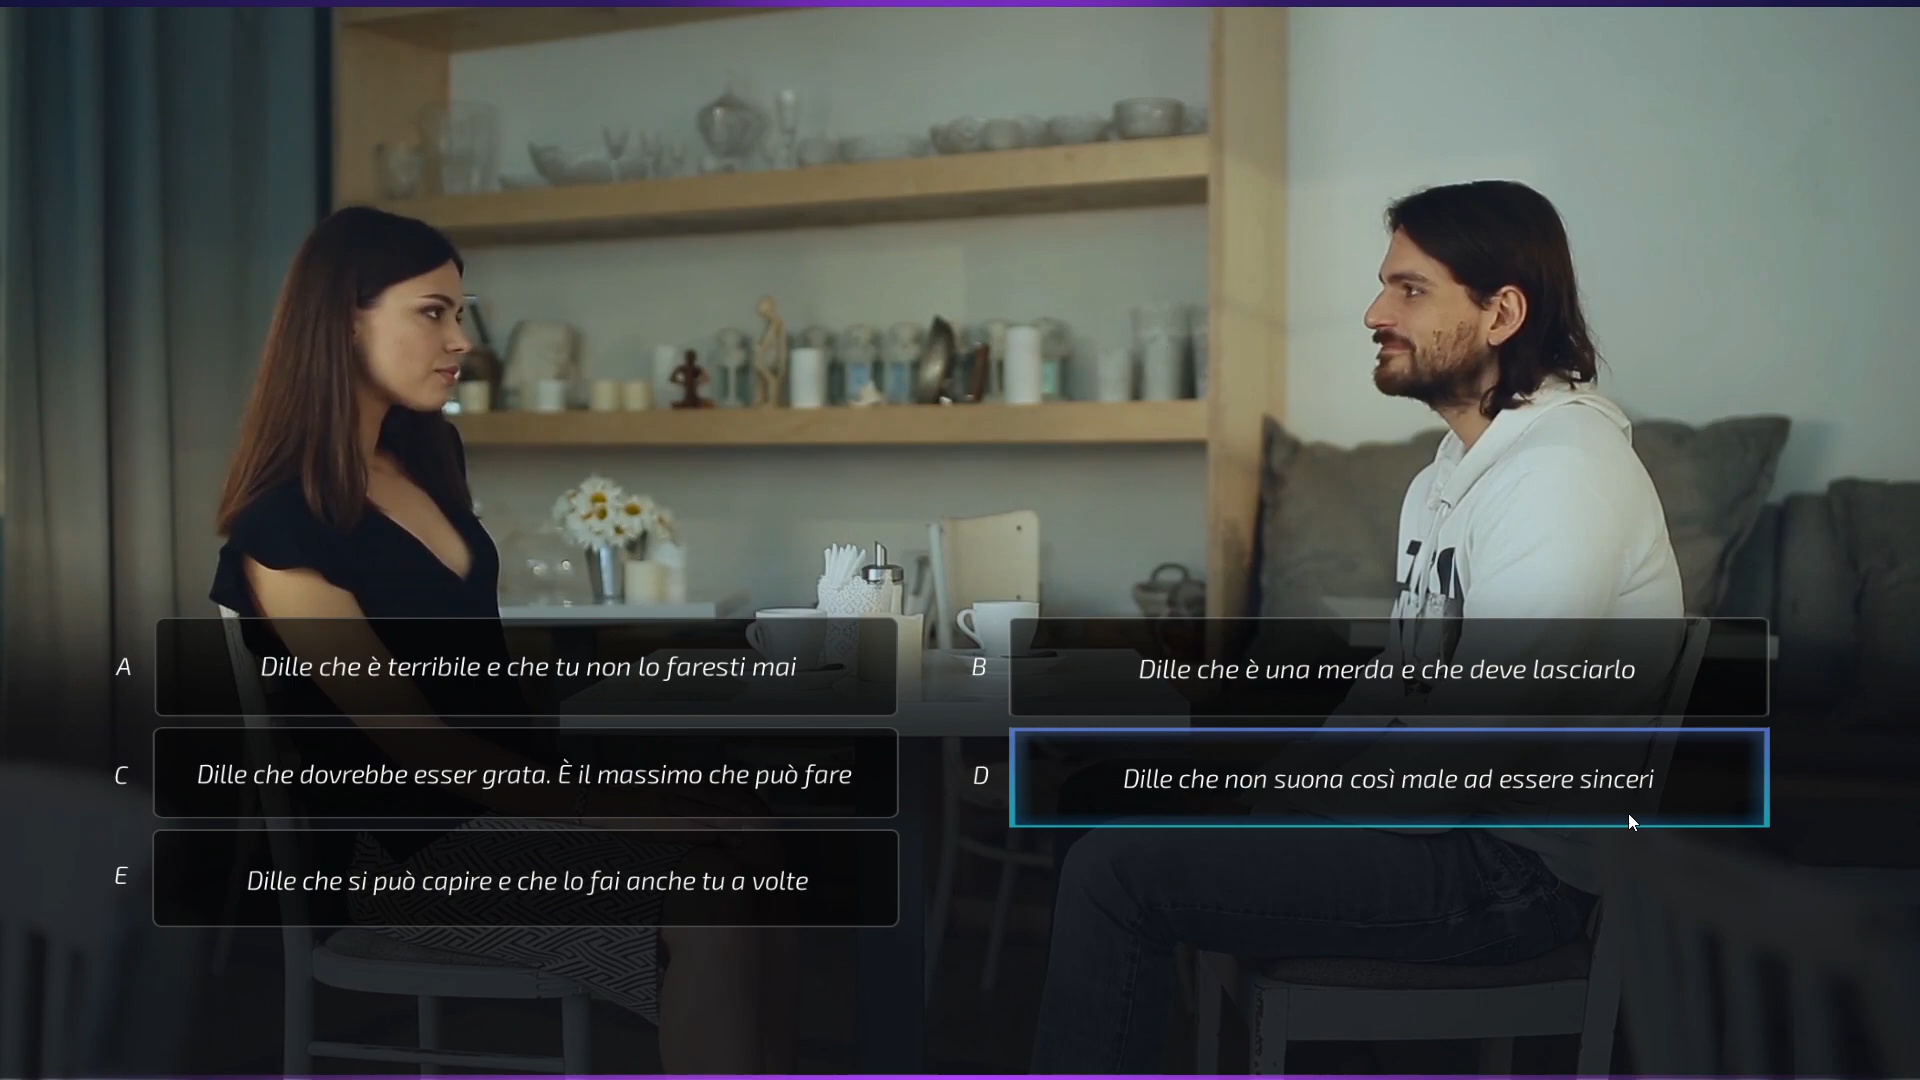 A
Dille che è terribile e che tu non lo faresti mai
B
Dille che è una merda e che deve lasciarlo
C
Dille che dovrebbe esser grata. È il massimo che può fare
D
Dille che non suona così male ad essere sinceri
E
Dille che si può capire e che lo fai anche tu a volte